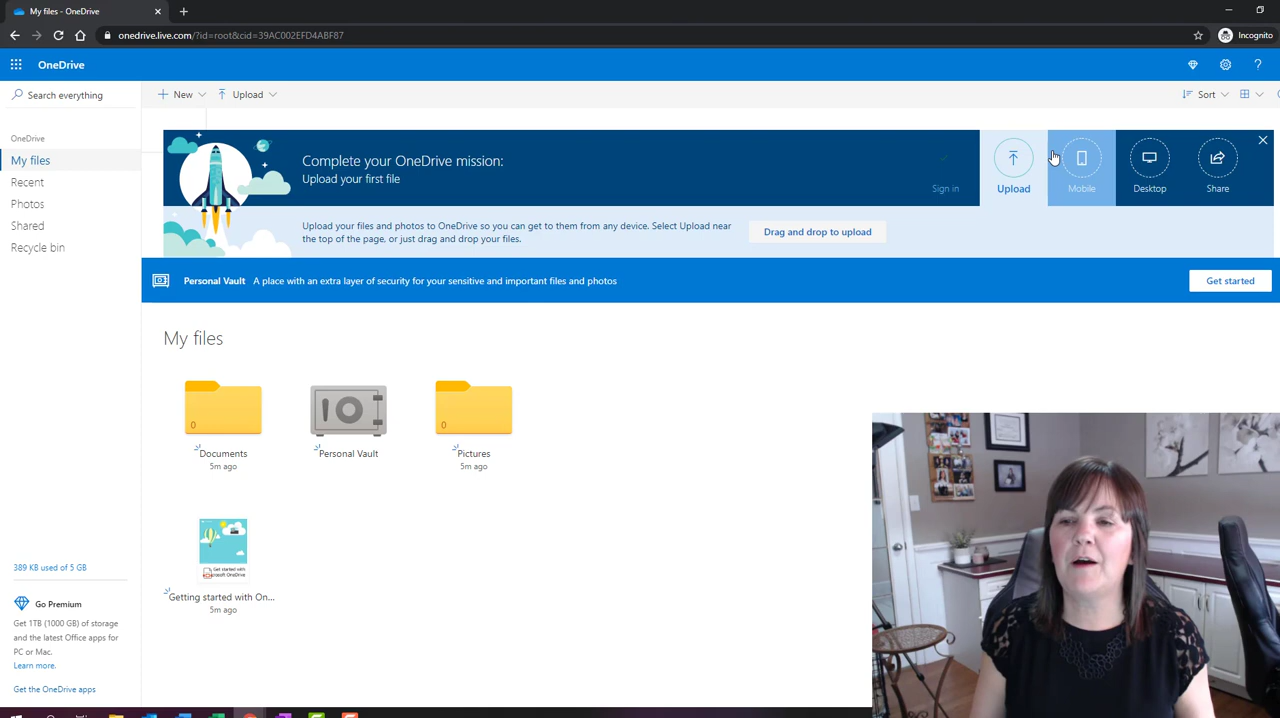 My files - OneDrive
onedrive.live.com/?id=root&cid=39AC002EFD4ABF87
Incognito
OneDrive
Search everything
New
Upload
Sort
OneDrive
My files
Recent
Photos
Shared
Recycle bin
Complete your OneDrive mission:
Upload your first file
Sign in
Upload
Mobile
Desktop
Share
Upload your files and photos to OneDrive so you can get to them from any device. Select Upload near
the top of the page, or just drag and drop your files.
Drag and drop to upload
Personal Vault A place with an extra layer of security for your sensitive and important files and photos
Get started
My files
0
0
Documents
Personal Vault
Pictures
5m ago
5m ago
Get started with
Microsoft OneDrive
Getting started with On...
5m ago
389 KB used of 5 GB
Go Premium
Get 1TB (1000 GB) of storage
and the latest Office apps for
PC or Mac.
Learn more.
Get the OneDrive apps